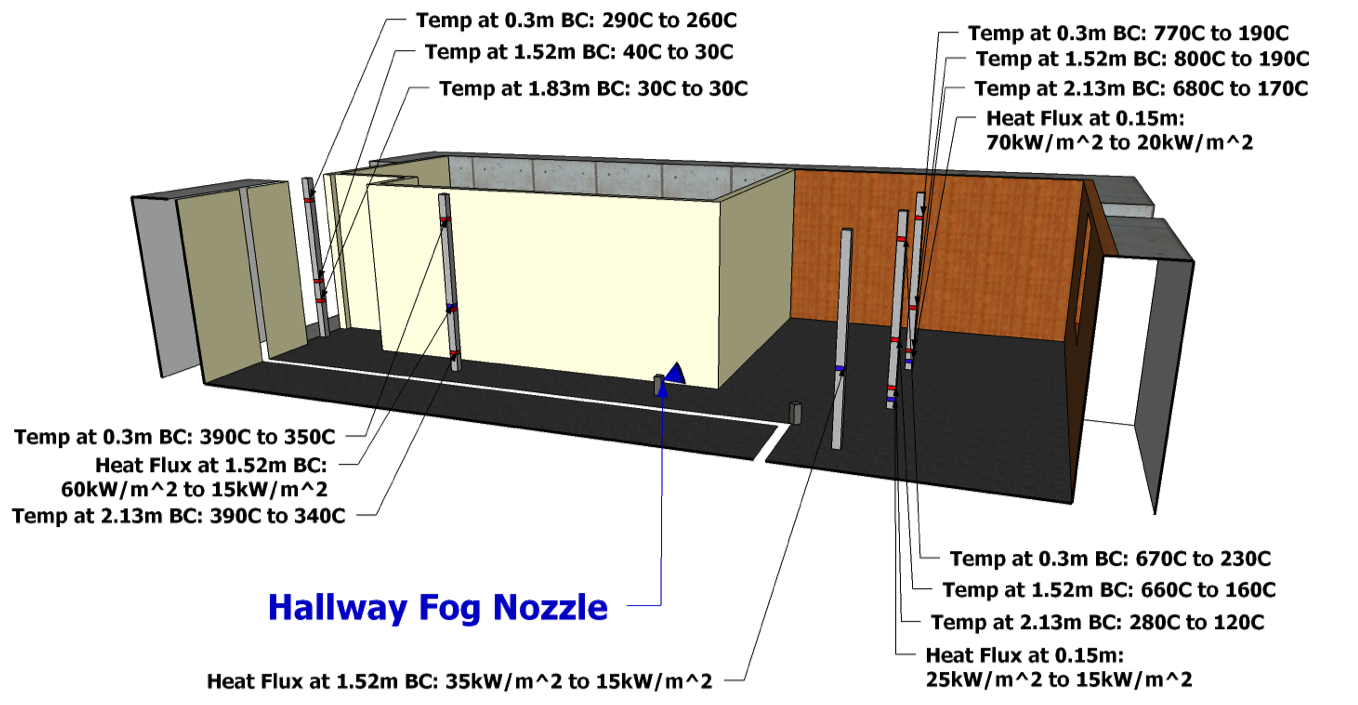 Temp at 0.3m BC: 290C to 260C
Temp at 1.52m BC: 40C to 30C
Temp at 1.83m BC: 30C to 30C
Temp at 0.3m BC: 770C to 190C
Temp at 1.52m BC: 800C to 190C
Temp at 2.13m BC: 680C to 170C
Heat Flux at 0.15m:
70kW/m^2 to 20kW/m^2
Temp at 0.3m BC: 390C to 350C
Heat Flux at 1.52m BC:
60kW/m^2 to 15kW/m^2
Temp at 2.13m BC: 390C to 340C
Hallway Fog Nozzle
Heat Flux at 1.52m BC: 35kW/m^2 to 15kW/m^2
Temp at 0.3m BC: 670C to 230C
Temp at 1.52m BC: 660C to 160C
Temp at 2.13m BC: 280C to 120C
Heat Flux at 0.15m:
25kW/m^2 to 15kW/m^2